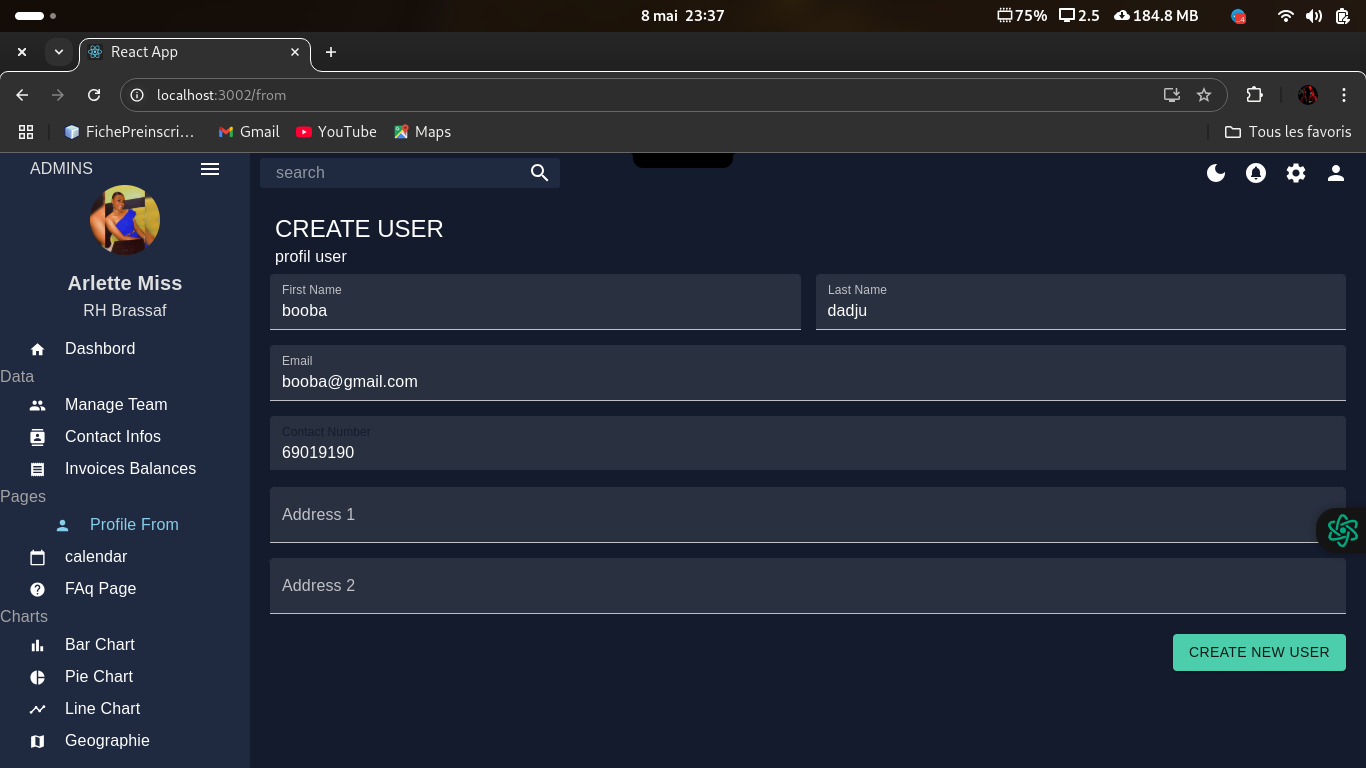 8 mai 23:37
75% 2.5 184.8 MB
React App
localhost:3002/from
FichePreinscri… Gmail YouTube Maps Tous les favoris
ADMINS
search
Arlette Miss
RH Brassaf
Dashbord
Data
Manage Team
Contact Infos
Invoices Balances
Pages
Profile From
calendar
FAq Page
Charts
Bar Chart
Pie Chart
Line Chart
Geographie
CREATE USER
profil user
First Name
booba
Last Name
dadju
Email
booba@gmail.com
Contact Number
69019190
Address 1
Address 2
CREATE NEW USER